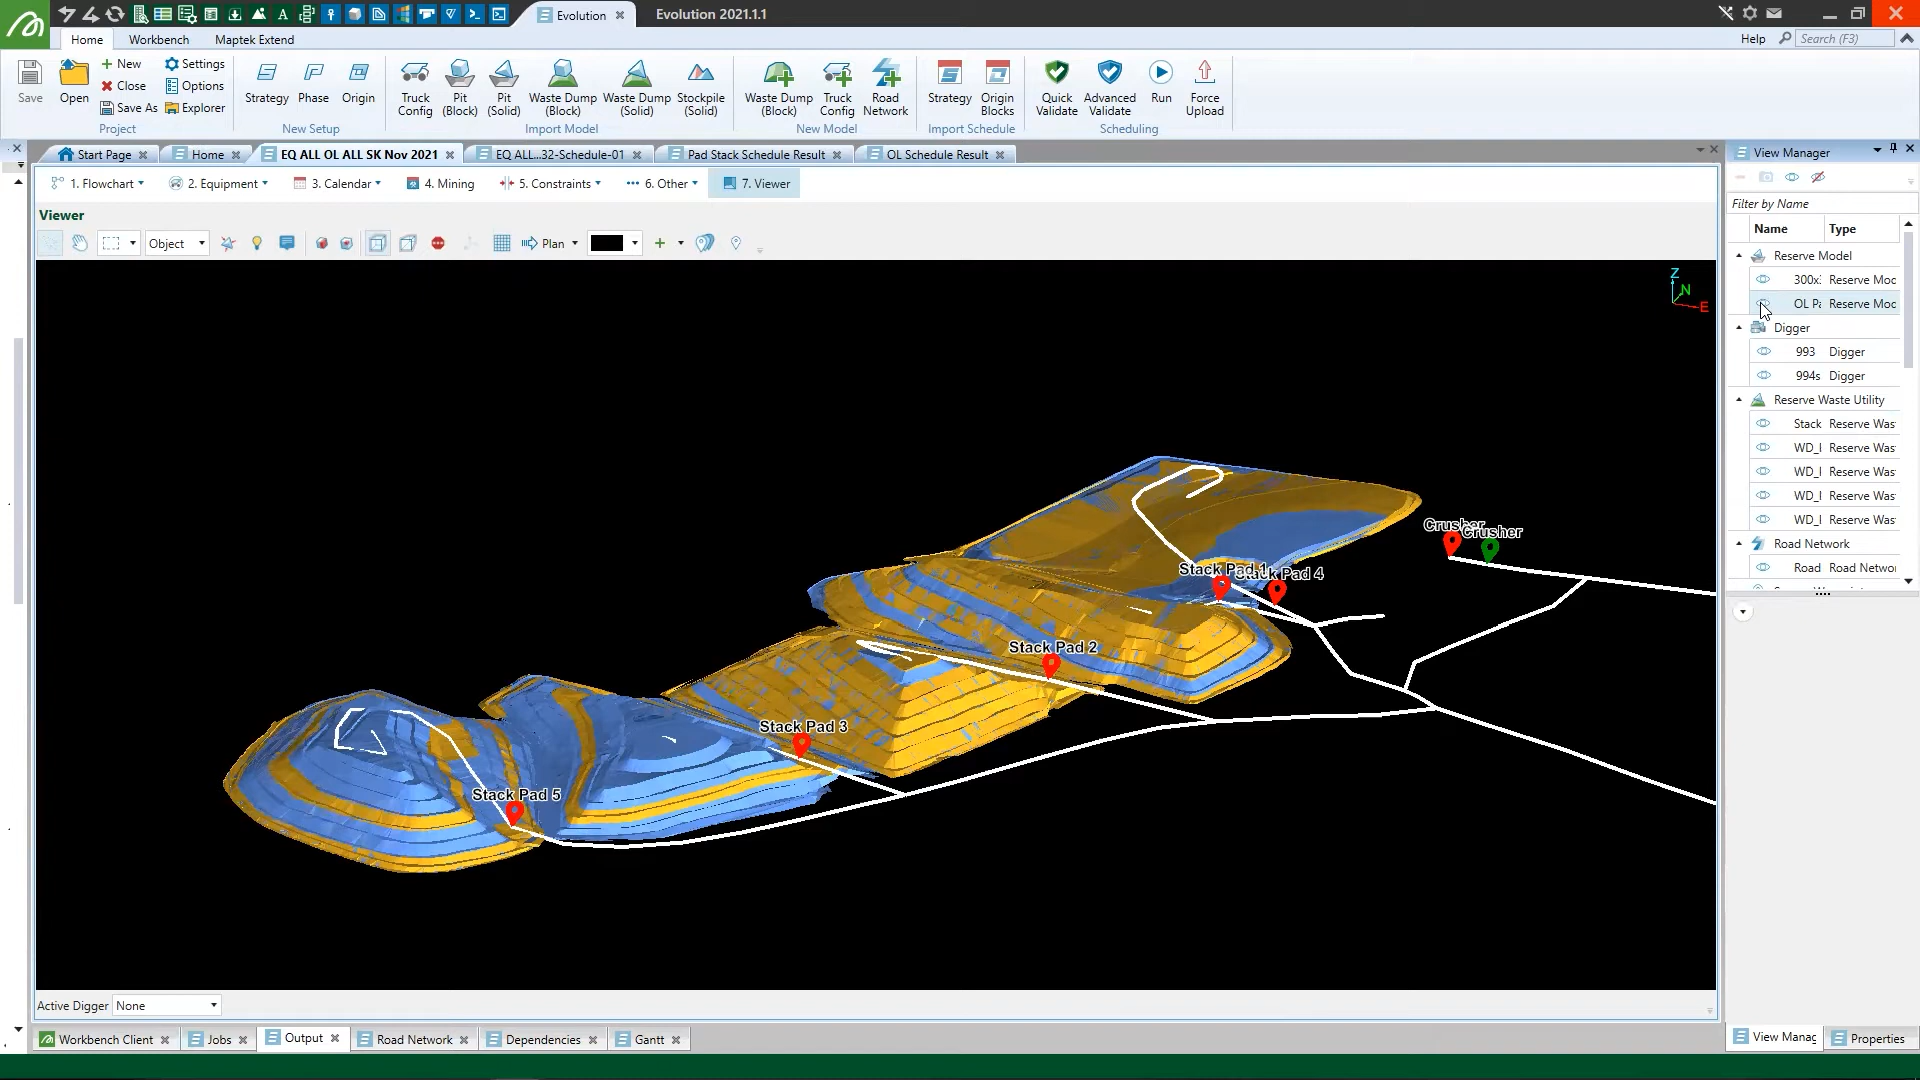 Evolution
Evolution 2021.1.1
Home
Workbench
Maptek Extend
Help
Search (F3)
Save
Open
New
Close
Save As
Settings
Options
Explorer
Project
Strategy
Phase
Origin
New Setup
Truck Config
Pit (Block)
Pit (Solid)
Waste Dump (Block)
Waste Dump (Solid)
Stockpile (Solid)
Import Model
Waste Dump (Block)
Truck Config
Road Network
New Model
Strategy
Origin Blocks
Import Schedule
Quick Validate
Advanced Validate
Run
Force Upload
Scheduling
Start Page
Home
EQ ALL OL ALL SK Nov 2021
EQ ALL...32-Schedule-01
Pad Stack Schedule Result
OL Schedule Result
1. Flowchart
2. Equipment
3. Calendar
4. Mining
5. Constraints
6. Other
7. Viewer
Viewer
Object
Plan
Z
N
E
Crusher
Crusher
Stack Pad 1
Stack Pad 4
Stack Pad 2
Stack Pad 3
Stack Pad 5
Active Digger
None
Workbench Client
Jobs
Output
Road Network
Dependencies
Gantt
View Manager
Filter by Name
Name Type
Reserve Model
300x: Reserve Moc
OL Pa Reserve Moc
Digger
993 Digger
994s Digger
Reserve Waste Utility
Stack Reserve Was
WD_I Reserve Was
WD_I Reserve Was
WD_I Reserve Was
WD_I Reserve Was
Road Network
Road Road Networ
View Manag
Properties